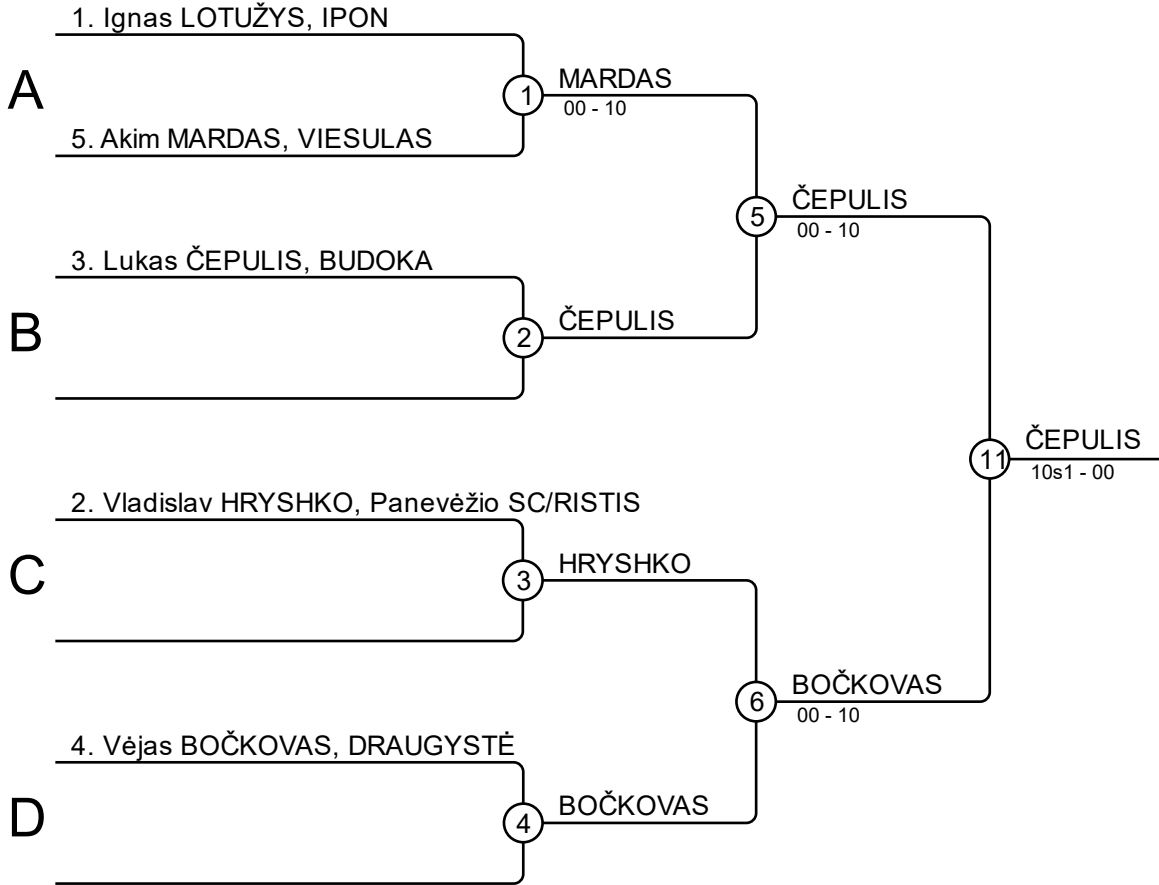 1. Ignas LOTUŽYS, IPON
A
1
MARDAS
00 - 10
5. Akim MARDAS, VIESULAS
5
ČEPULIS
00 - 10
3. Lukas ČEPULIS, BUDOKA
B
2
ČEPULIS
11
ČEPULIS
10s1 - 00
2. Vladislav HRYSHKO, Panevėžio SC/RISTIS
C
3
HRYSHKO
6
BOČKOVAS
00 - 10
4. Vėjas BOČKOVAS, DRAUGYSTĖ
D
4
BOČKOVAS